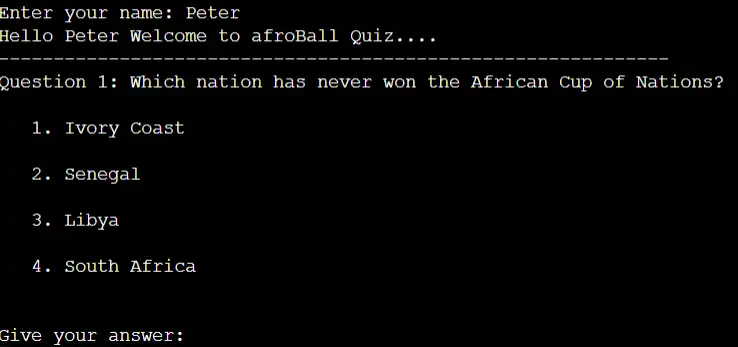 Enter your name: Peter
Hello Peter Welcome to afroBall Quiz....
-------------------------------------------------------------
Question 1: Which nation has never won the African Cup of Nations?
1. Ivory Coast
2. Senegal
3. Libya
4. South Africa
Give your answer: